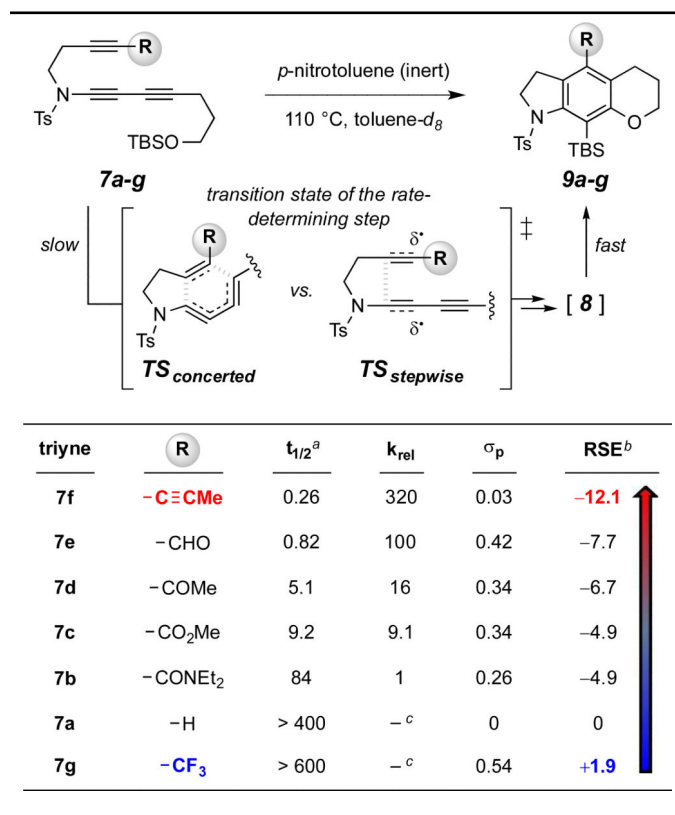 R
N
Ts
TBSO
7a-g
p-nitrotoluene (inert)
110 °C, toluene-d8
R
N
Ts
O
TBS
9a-g
transition state of the rate-
determining step
slow
R
N
Ts
TSconcerted
vs.
δ•
R
N
Ts
δ•
TSstepwise
‡
[ 8 ]
fast
triyne R t1/2a krel σp RSEb
7f −C≡CMe 0.26 320 0.03 −12.1
7e −CHO 0.82 100 0.42 −7.7
7d −COMe 5.1 16 0.34 −6.7
7c −CO2Me 9.2 9.1 0.34 −4.9
7b −CONEt2 84 1 0.26 −4.9
7a −H > 400 −c 0 0
7g −CF3 > 600 −c 0.54 +1.9